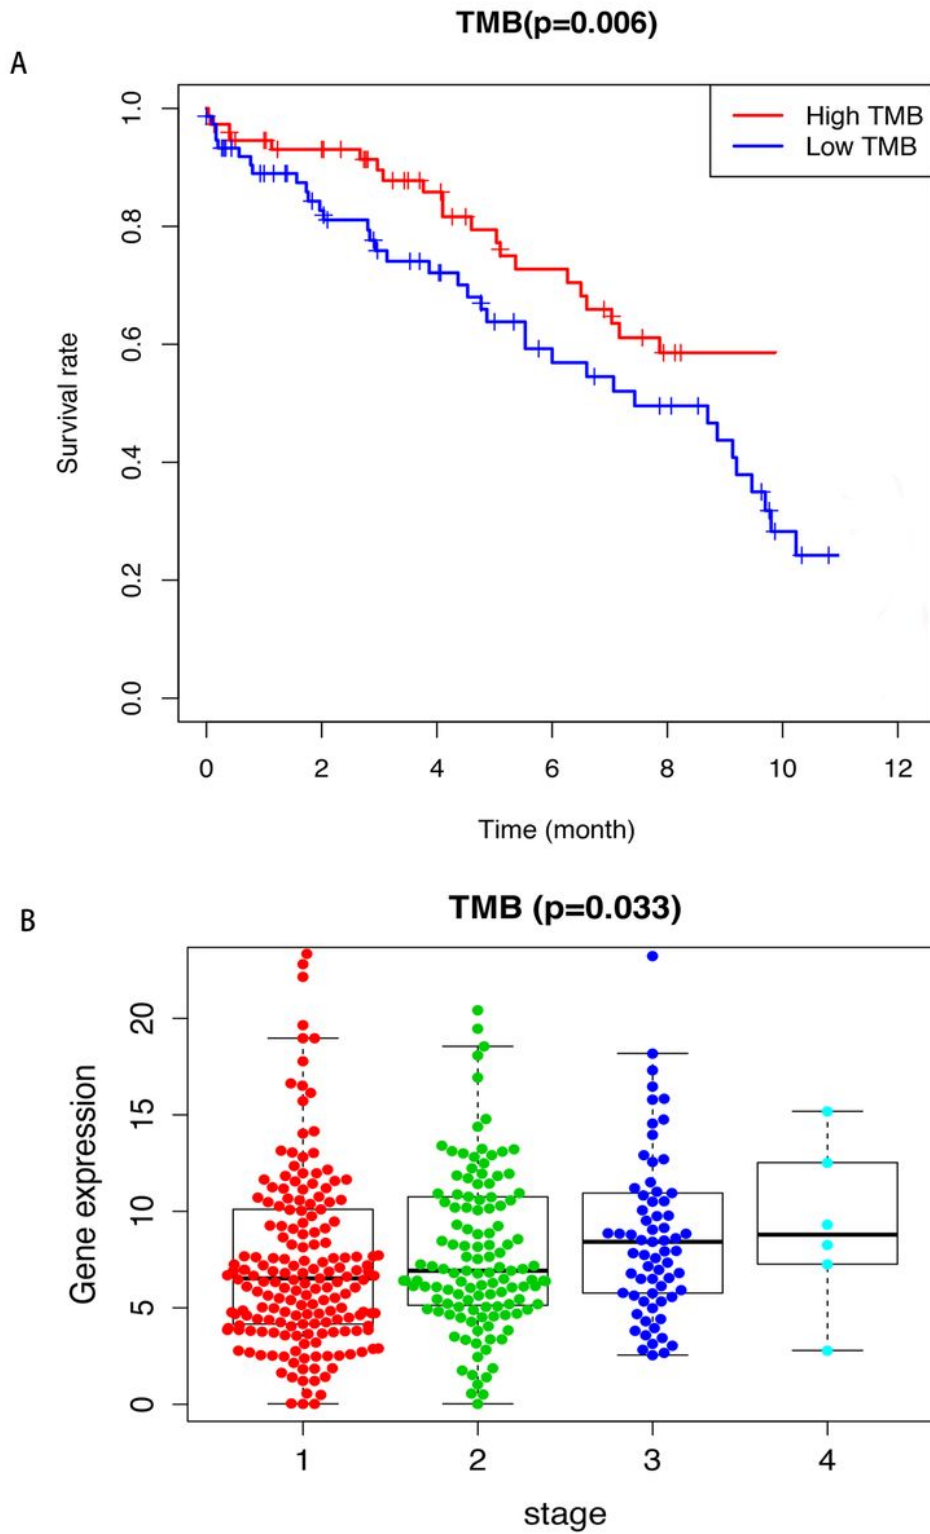 TMB(p=0.006)
A
High TMB
Low TMB
1.0
0.8
0.6
0.4
0.2
0.0
Survival rate
0 2 4 6 8 10 12
Time (month)
TMB (p=0.033)
B
20
15
10
5
0
Gene expression
1 2 3 4
stage